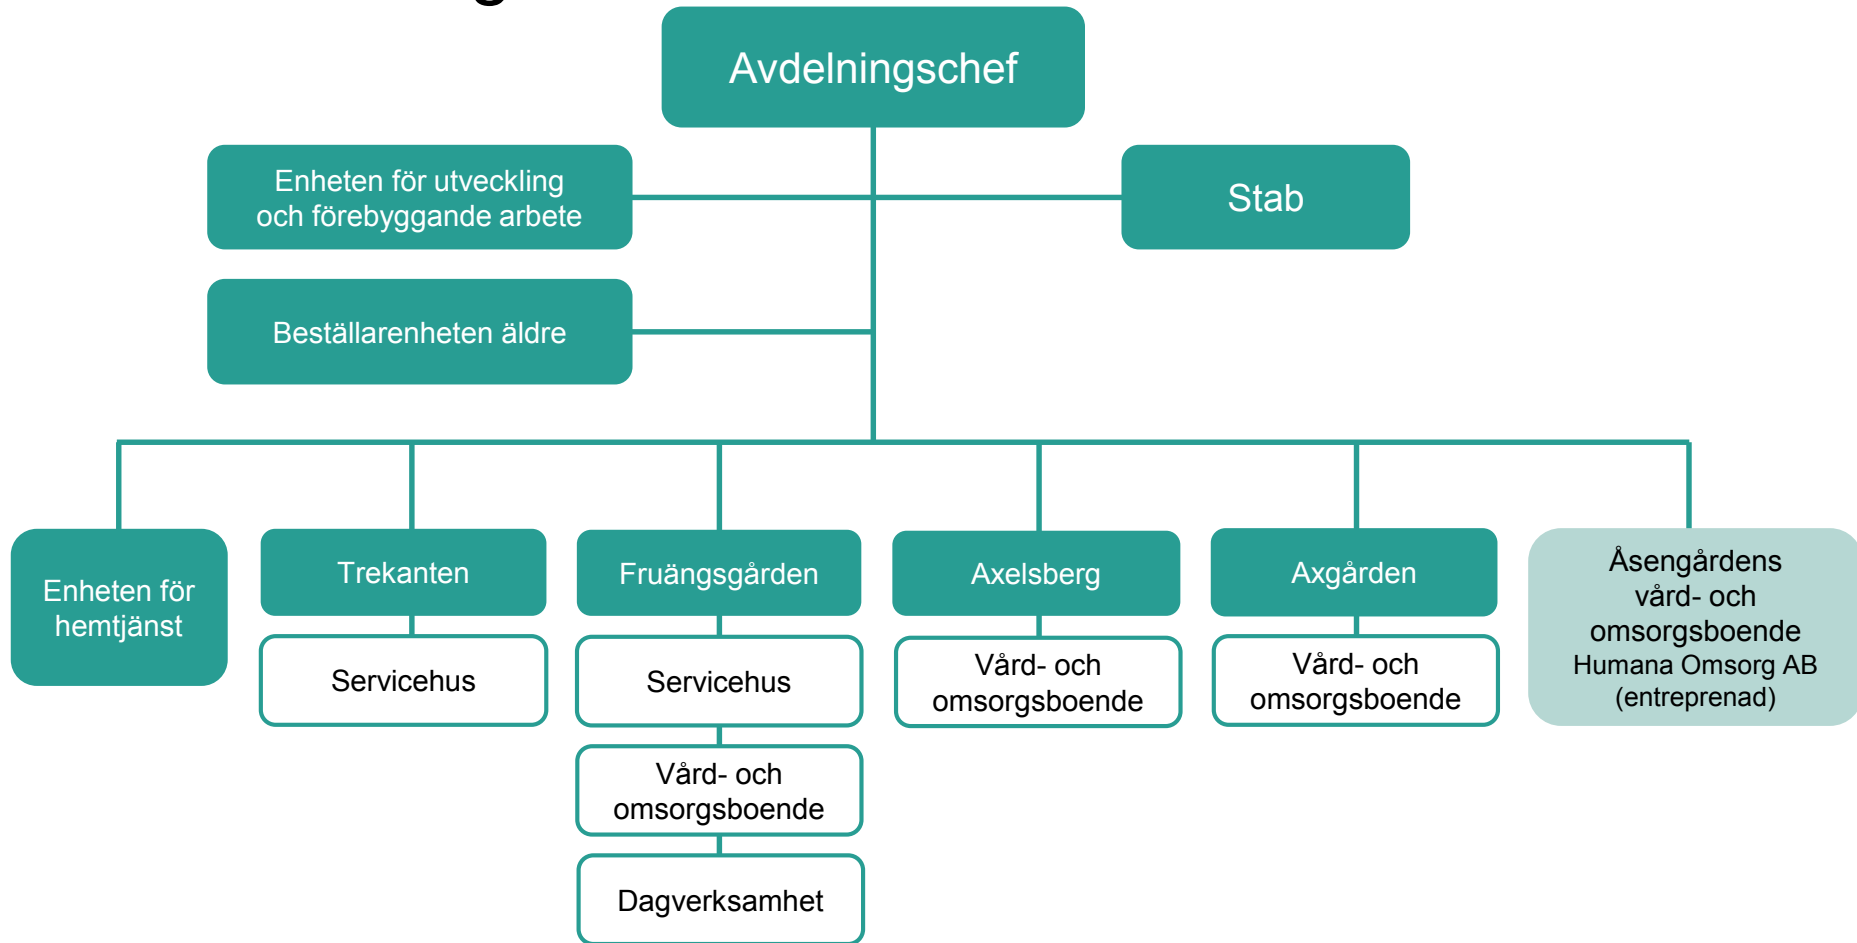 Avdelningschef
Enheten för utveckling
och förebyggande arbete
Stab
Beställarenheten äldre
Enheten för
hemtjänst
Trekanten
Servicehus
Fruängsgården
Servicehus
Vård- och
omsorgsboende
Dagverksamhet
Axelsberg
Vård- och
omsorgsboende
Axgården
Vård- och
omsorgsboende
Åsengårdens
vård- och
omsorgsboende
Humana Omsorg AB
(entreprenad)